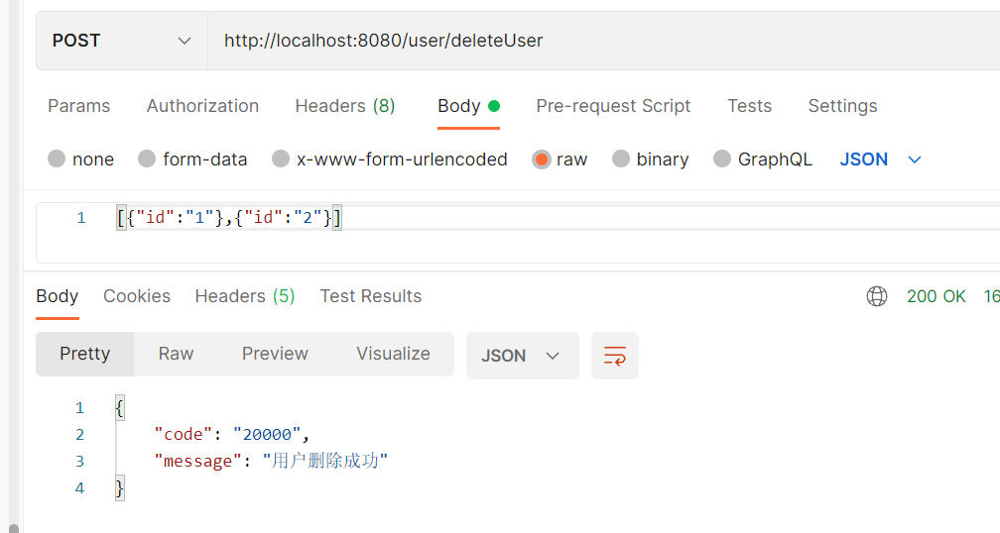 POST http://localhost:8080/user/deleteUser
Params Authorization Headers (8) Body Pre-request Script Tests Settings
none form-data x-www-form-urlencoded raw binary GraphQL JSON
1 [{"id":"1"},{"id":"2"}]
Body Cookies Headers (5) Test Results 200 OK 16
Pretty Raw Preview Visualize JSON
1 {
2 "code": "20000",
3 "message": "用户删除成功"
4 }